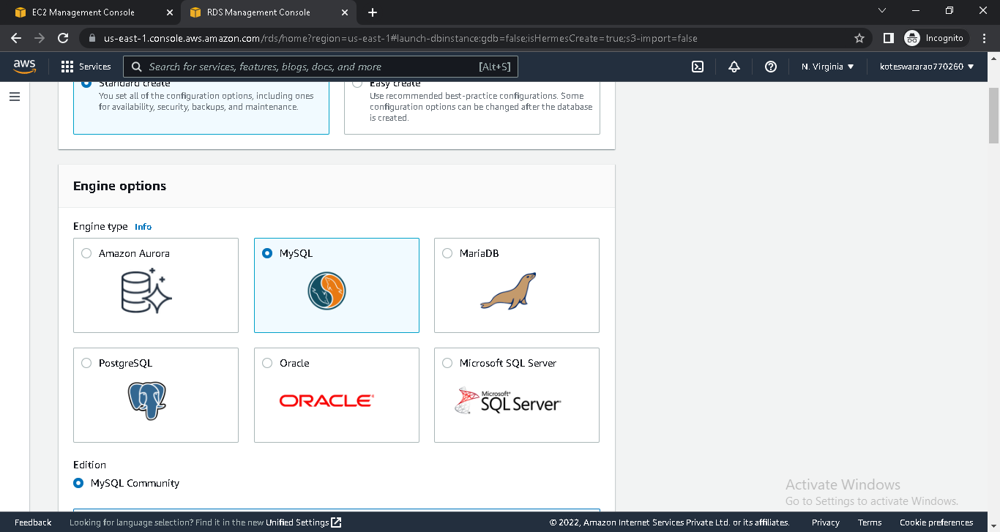 EC2 Management Console
RDS Management Console
us-east-1.console.aws.amazon.com/rds/home?region=us-east-1#launch-dbinstance:gdb=false;isHermesCreate=true;s3-import=false
Incognito
aws
Services
Search for services, features, blogs, docs, and more
[Alt+S]
N. Virginia
koteswararao770260
Standard create
You set all of the configuration options, including ones
for availability, security, backups, and maintenance.
Easy create
Use recommended best-practice configurations. Some
configuration options can be changed after the database
is created.
Engine options
Engine type Info
Amazon Aurora
MySQL
MariaDB
PostgreSQL
Oracle
ORACLE
Microsoft SQL Server
Microsoft®
SQL Server
Edition
MySQL Community
Activate Windows
Go to Settings to activate Windows.
Feedback
Looking for language selection? Find it in the new Unified Settings
© 2022, Amazon Internet Services Private Ltd. or its affiliates.
Privacy
Terms
Cookie preferences